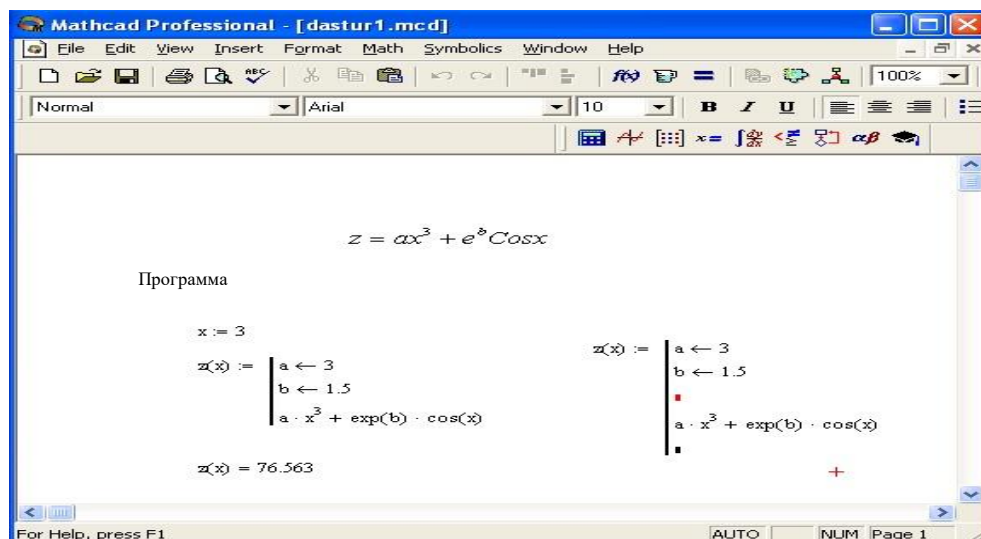 Mathcad Professional - [dastur1.mcd]
File Edit View Insert Format Math Symbolics Window Help
100%
Normal Arial 10 B I U
z = ax³ + eᵇCosx
Программа
x := 3
z(x) := a ← 3
b ← 1.5
a · x³ + exp(b) · cos(x)
z(x) = 76.563
z(x) := a ← 3
b ← 1.5
a · x³ + exp(b) · cos(x)
For Help, press F1 AUTO NUM Page 1